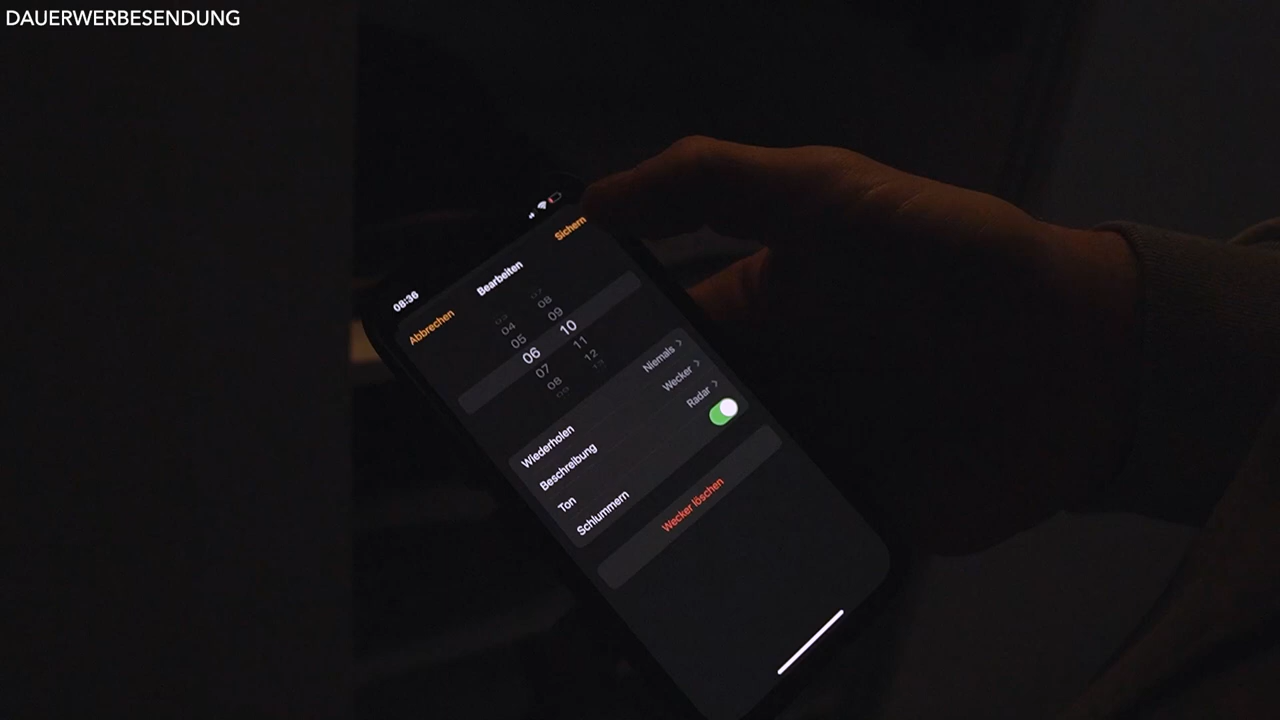 DAUERWERBESENDUNG
08:36
Abbrechen
Bearbeiten
Sichern
04
08
05
09
06
10
07
11
08
12
Wiederholen
Niemals
Beschreibung
Wecker
Ton
Radar
Schlummern
Wecker löschen